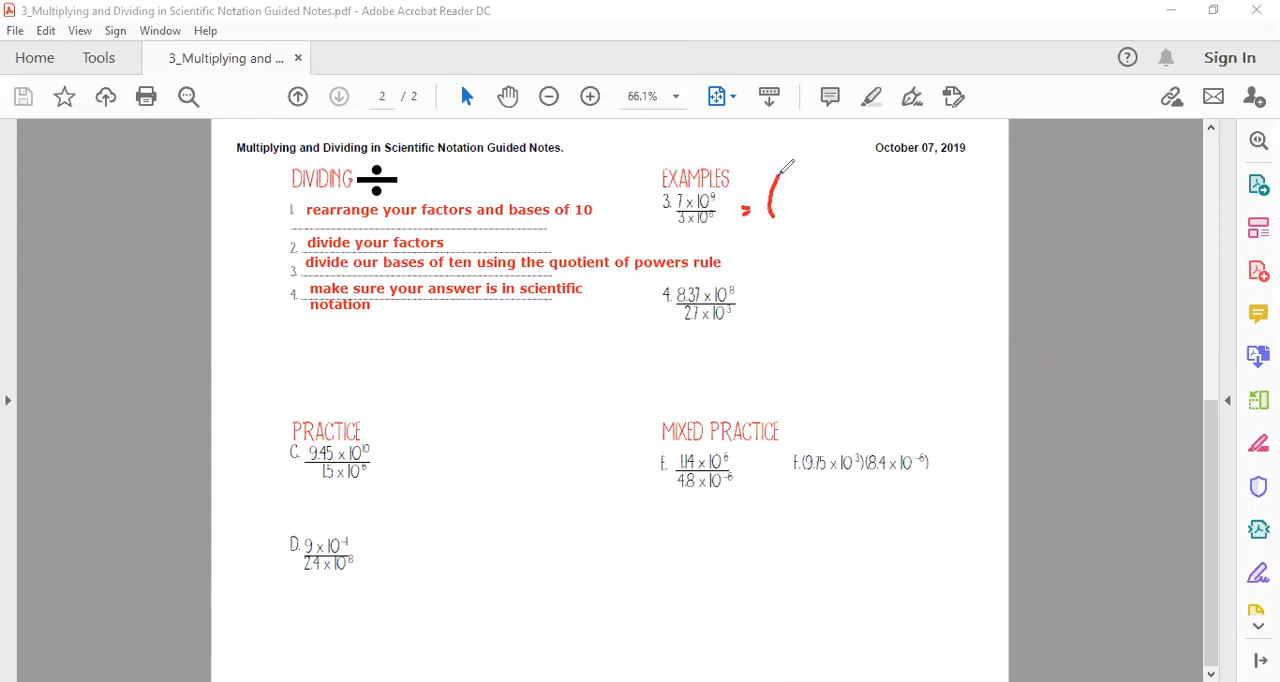 3_Multiplying and Dividing in Scientific Notation Guided Notes.pdf - Adobe Acrobat Reader DC
File Edit View Sign Window Help
Home Tools 3_Multiplying and ... × Sign In
2 / 2 66.1%
Multiplying and Dividing in Scientific Notation Guided Notes. October 07, 2019
DIVIDING ÷
1. rearrange your factors and bases of 10
2. divide your factors
3. divide our bases of ten using the quotient of powers rule
4. make sure your answer is in scientific
notation
EXAMPLES
3. 7 x 10⁹
3 x 10⁸
= (
4. 8.37 x 10⁸
2.7 x 10³
PRACTICE
C. 9.45 x 10¹⁰
1.5 x 10⁶
D. 9 x 10⁻¹
2.4 x 10⁸
MIXED PRACTICE
E. 1.14 x 10⁶
4.8 x 10⁻⁶
F. (9.75 x 10³)(8.4 x 10⁻⁶)